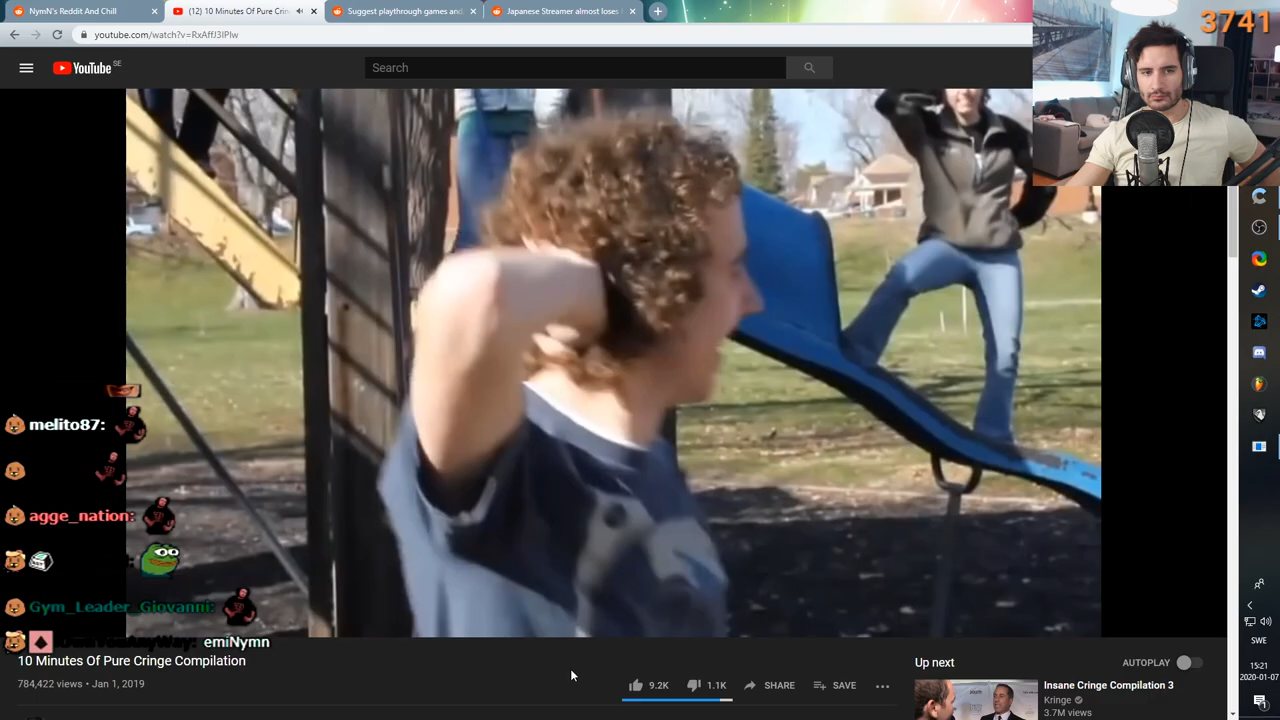 NymN's Reddit And Chill
(12) 10 Minutes Of Pure Crin
Suggest playthrough games and
Japanese Streamer almost loses
3741
youtube.com/watch?v=RxAffJ3lPIw
YouTube SE
Search
melito87:
agge_nation:
Gym_Leader_Giovanni:
emiNymn
10 Minutes Of Pure Cringe Compilation
784,422 views • Jan 1, 2019
9.2K
1.1K
SHARE
SAVE
Up next
AUTOPLAY
Insane Cringe Compilation 3
Kringe
3.7M views
SWE
15:21
2020-01-07